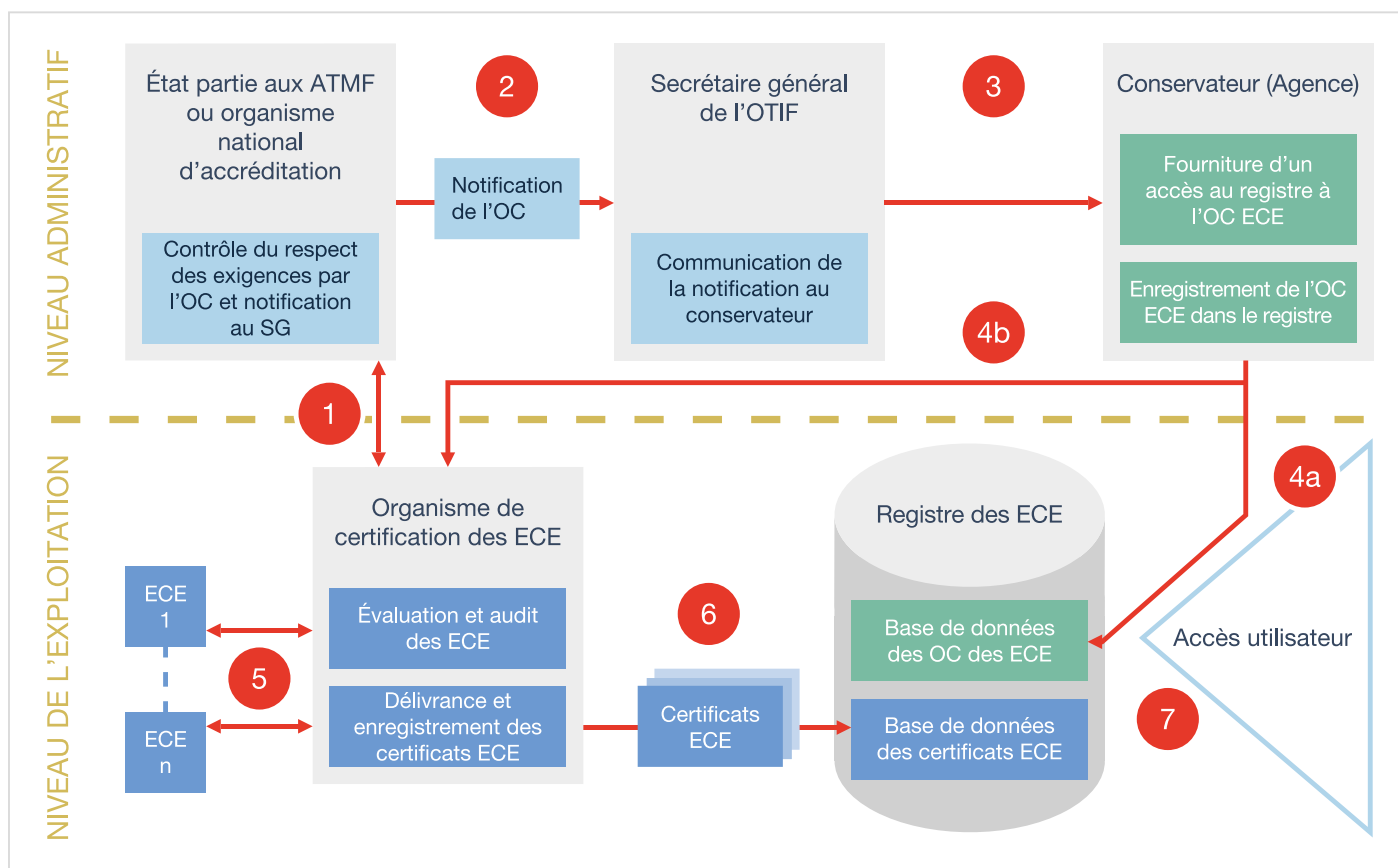 NIVEAU ADMINISTRATIF
État partie aux ATMF
ou organisme
national
d’accréditation
Contrôle du respect
des exigences par
l’OC et notification
au SG
2
Notification
de l’OC
Secrétaire général
de l’OTIF
Communication de
la notification au
conservateur
3
Conservateur (Agence)
Fourniture d’un
accès au registre à
l’OC ECE
Enregistrement de l’OC
ECE dans le registre
4b
1
NIVEAU DE L’EXPLOITATION
Organisme de
certification des ECE
Évaluation et audit
des ECE
Délivrance et
enregistrement des
certificats ECE
ECE
1
5
ECE
n
6
Certificats
ECE
Registre des ECE
Base de données
des OC des ECE
Base de données
des certificats ECE
4a
Accès utilisateur
7